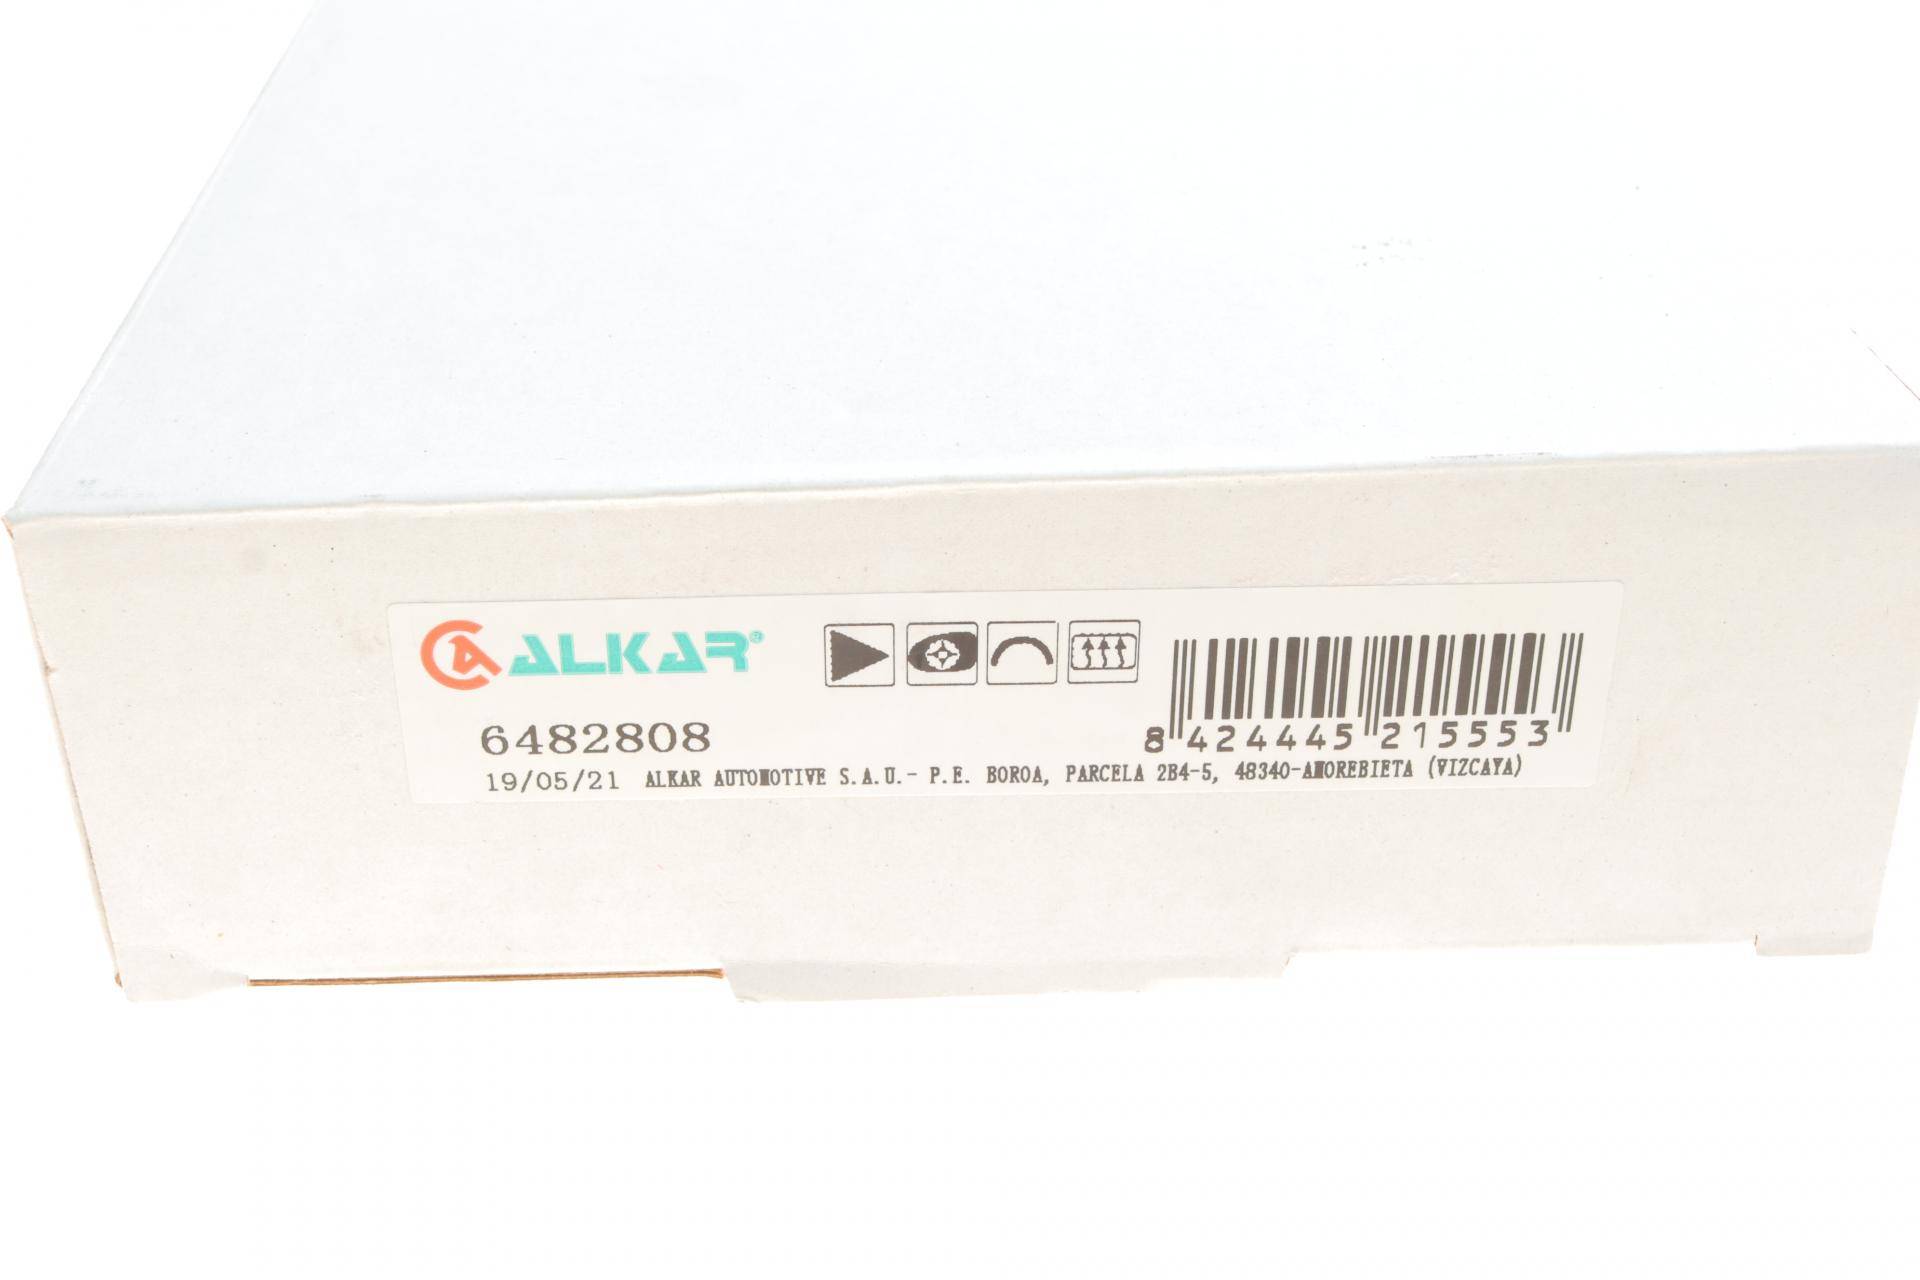 ALKAR®
6482808
8 424445 215553
19/05/21 ALKAR AUTOMOTIVE S.A.U.- P.E. BOROA, PARCELA 2B4-5, 48340-AMOREBIETA (VIZCAYA)